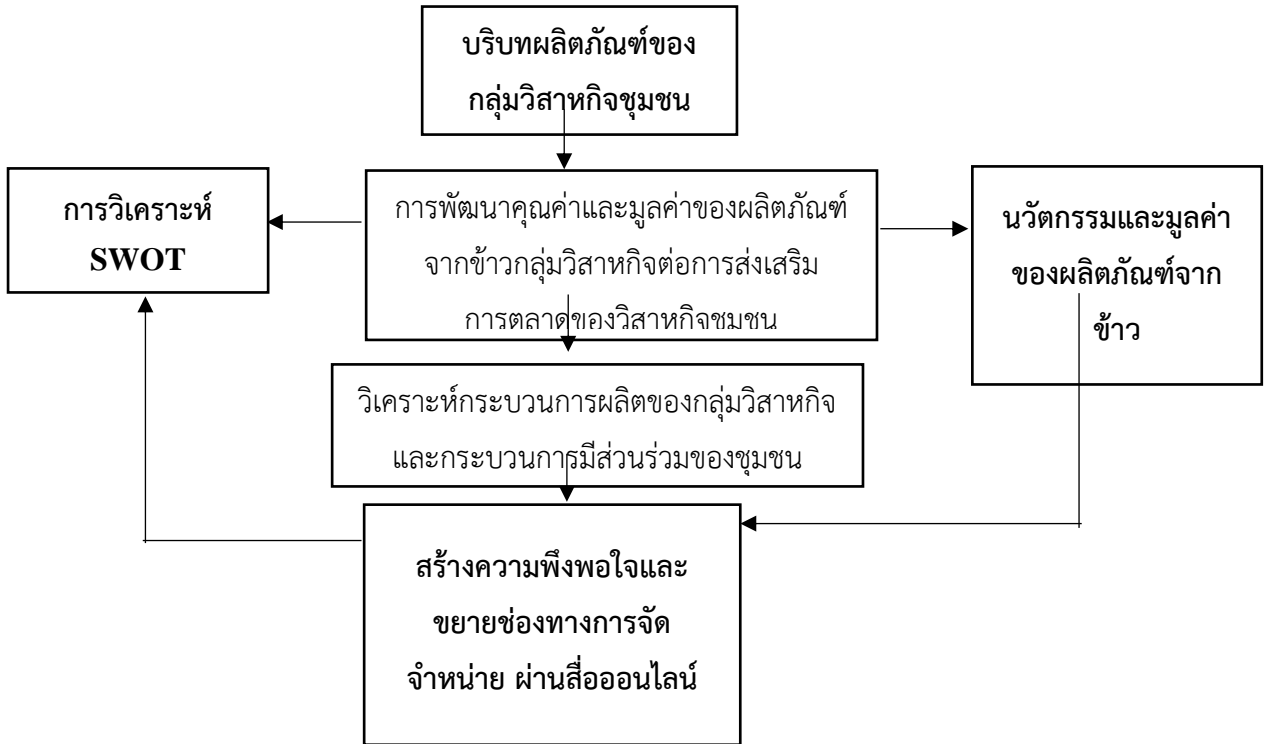 บริบทผลิตภัณฑ์ของ
กลุ่มวิสาหกิจชุมชน
การวิเคราะห์
SWOT
การพัฒนาคุณค่าและมูลค่าของผลิตภัณฑ์
จากข้าวกลุ่มวิสาหกิจต่อการส่งเสริม
การตลาดของวิสาหกิจชุมชน
นวัตกรรมและมูลค่า
ของผลิตภัณฑ์จาก
ข้าว
วิเคราะห์กระบวนการผลิตของกลุ่มวิสาหกิจ
และกระบวนการมีส่วนร่วมของชุมชน
สร้างความพึงพอใจและ
ขยายช่องทางการจัด
จำหน่าย ผ่านสื่อออนไลน์